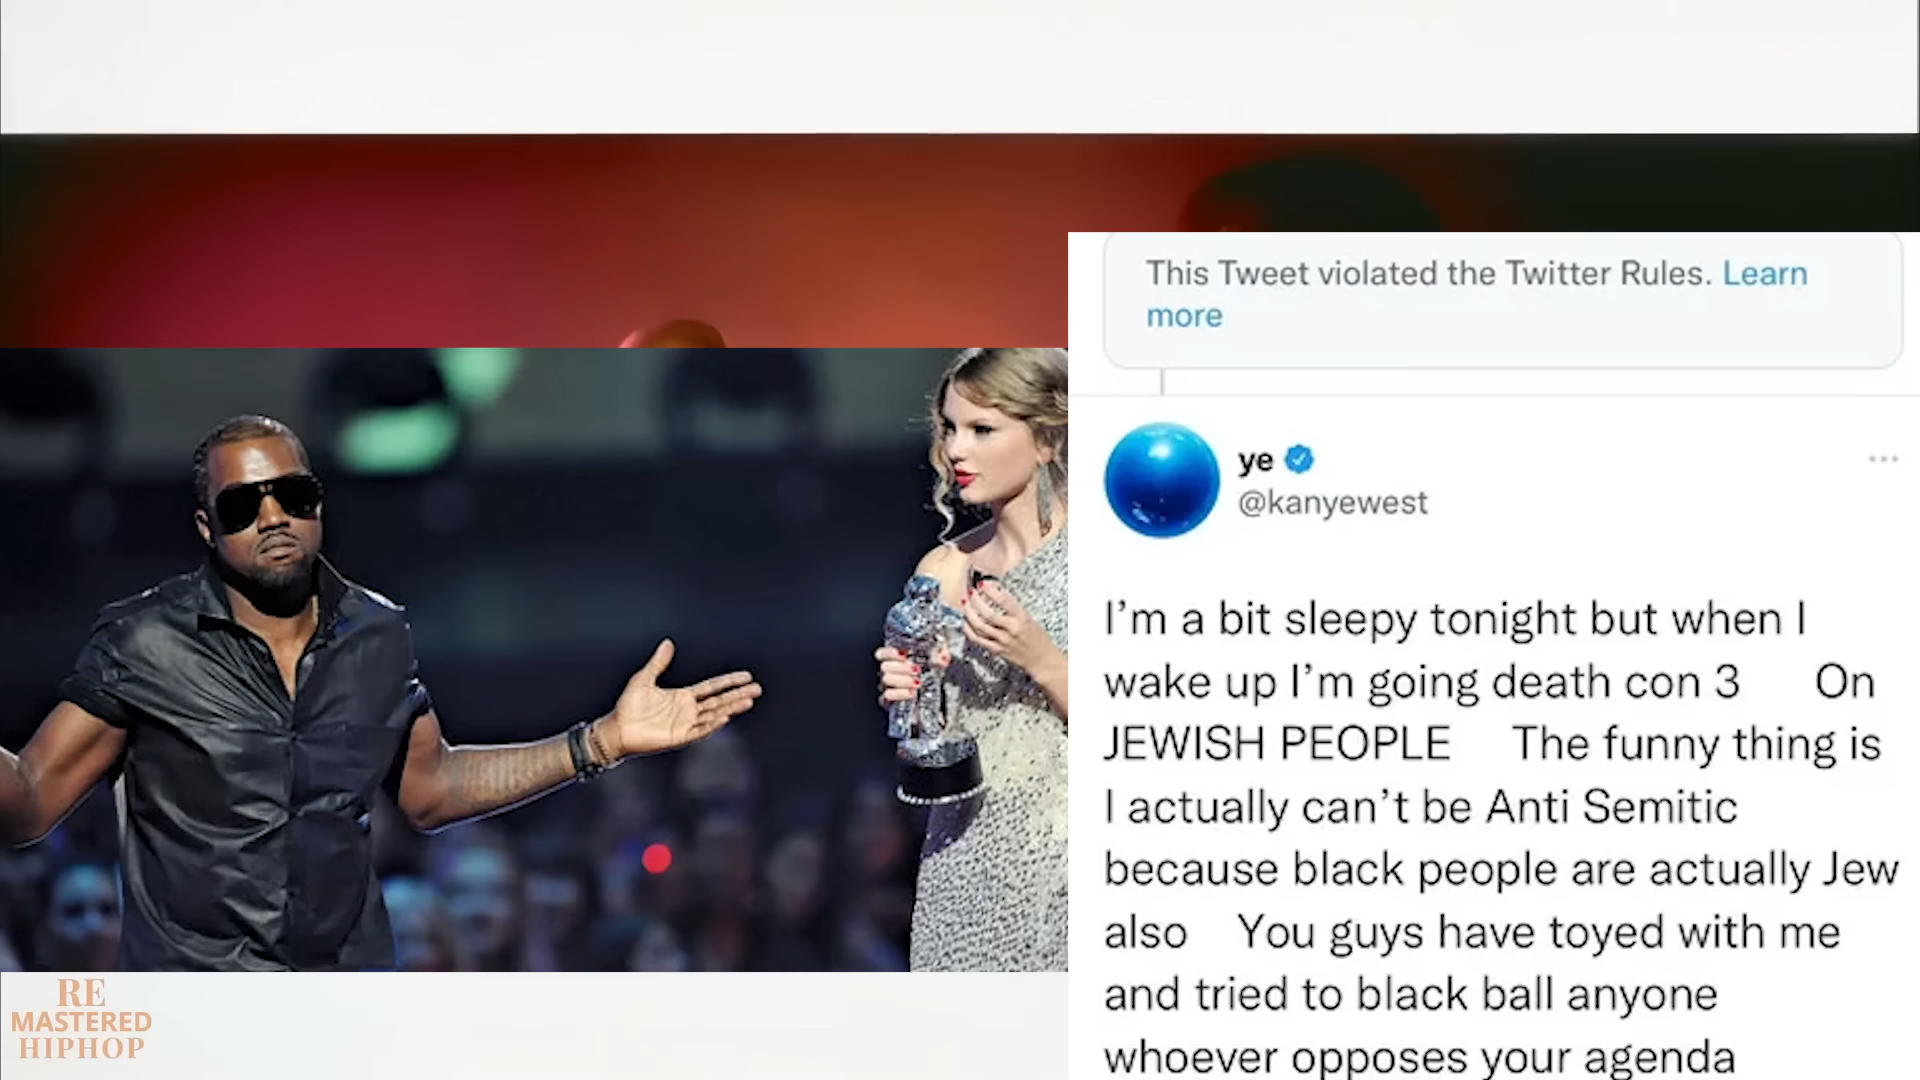 This Tweet violated the Twitter Rules. Learn
more
ye
@kanyewest
I’m a bit sleepy tonight but when I
wake up I’m going death con 3 On
JEWISH PEOPLE The funny thing is
I actually can’t be Anti Semitic
because black people are actually Jew
also You guys have toyed with me
and tried to black ball anyone
whoever opposes your agenda
RE
MASTERED
HIPHOP